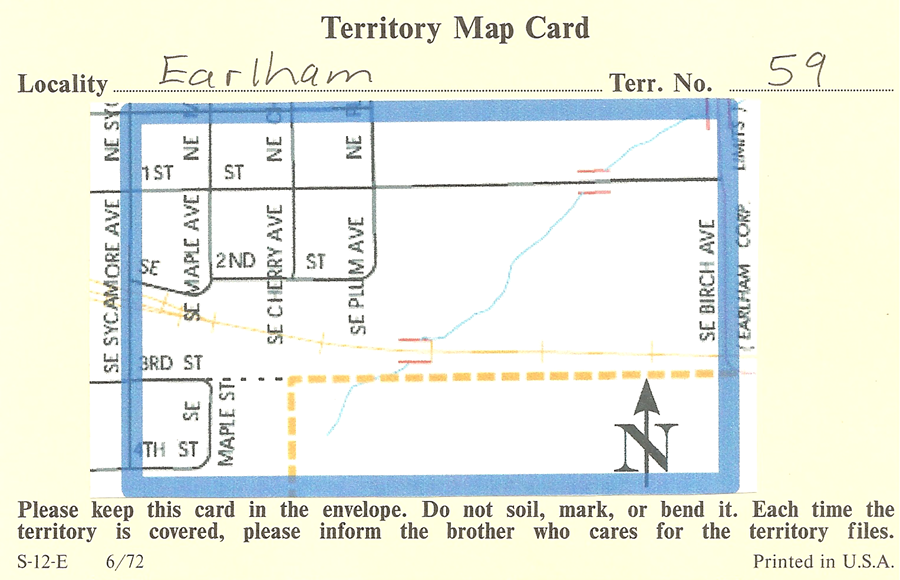 Territory Map Card
Locality Earlham Terr. No. 59
NE SY
NE M
NE C
NE
LIMITS
1ST ST
SE SYCAMORE AVE
SE MAPLE AVE
SE CHERRY AVE
SE PLUM AVE
SE BIRCH AVE
EARLHAM CORP.
SE 2ND ST
3RD ST
SE MAPLE ST
4TH ST
N
Please keep this card in the envelope. Do not soil, mark, or bend it. Each time the
territory is covered, please inform the brother who cares for the territory files.
S-12-E 6/72 Printed in U.S.A.